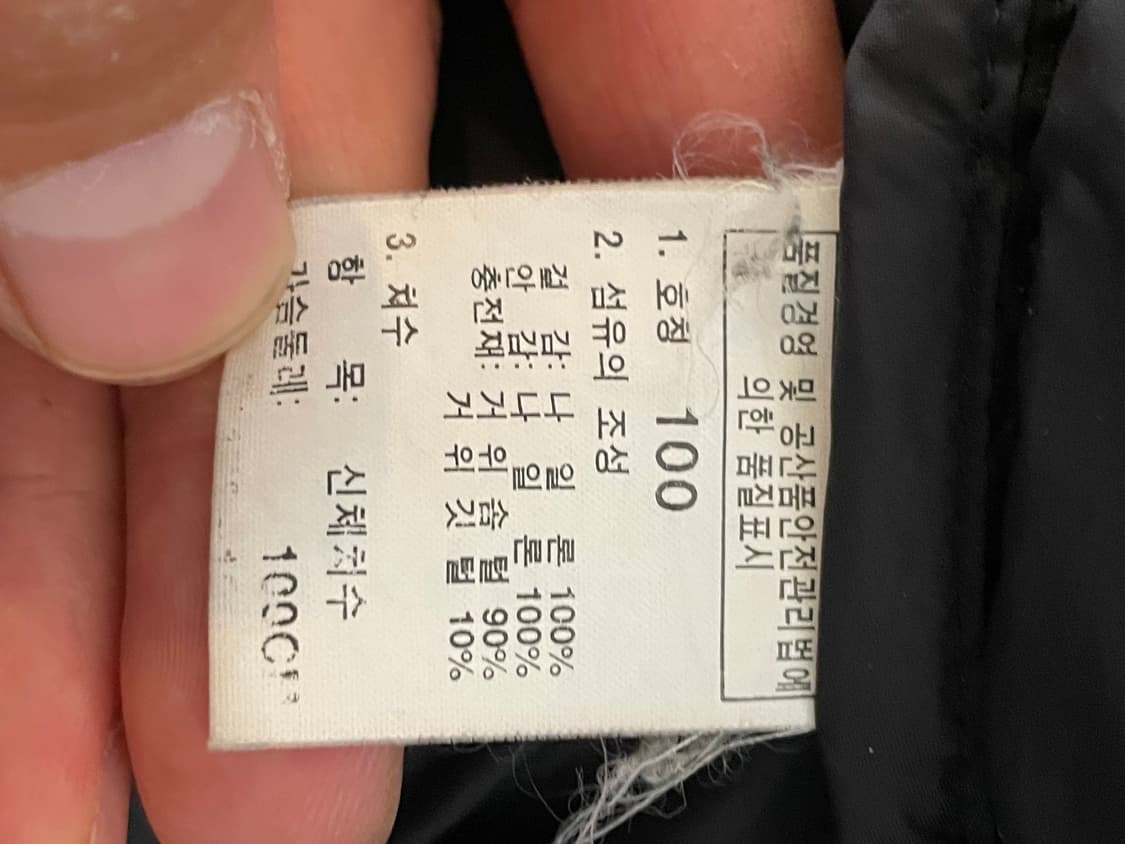 품질경영 및 공산품안전관리법에
의한 품질표시
1. 호칭 100
2. 섬유의 조성
겉 감: 나 일 론 100%
안 감: 나 일 론 100%
충전재: 거 위 솜 털 90%
거 위 깃 털 10%
3. 치수
항 목: 신체치수
가슴둘레: 100Cm